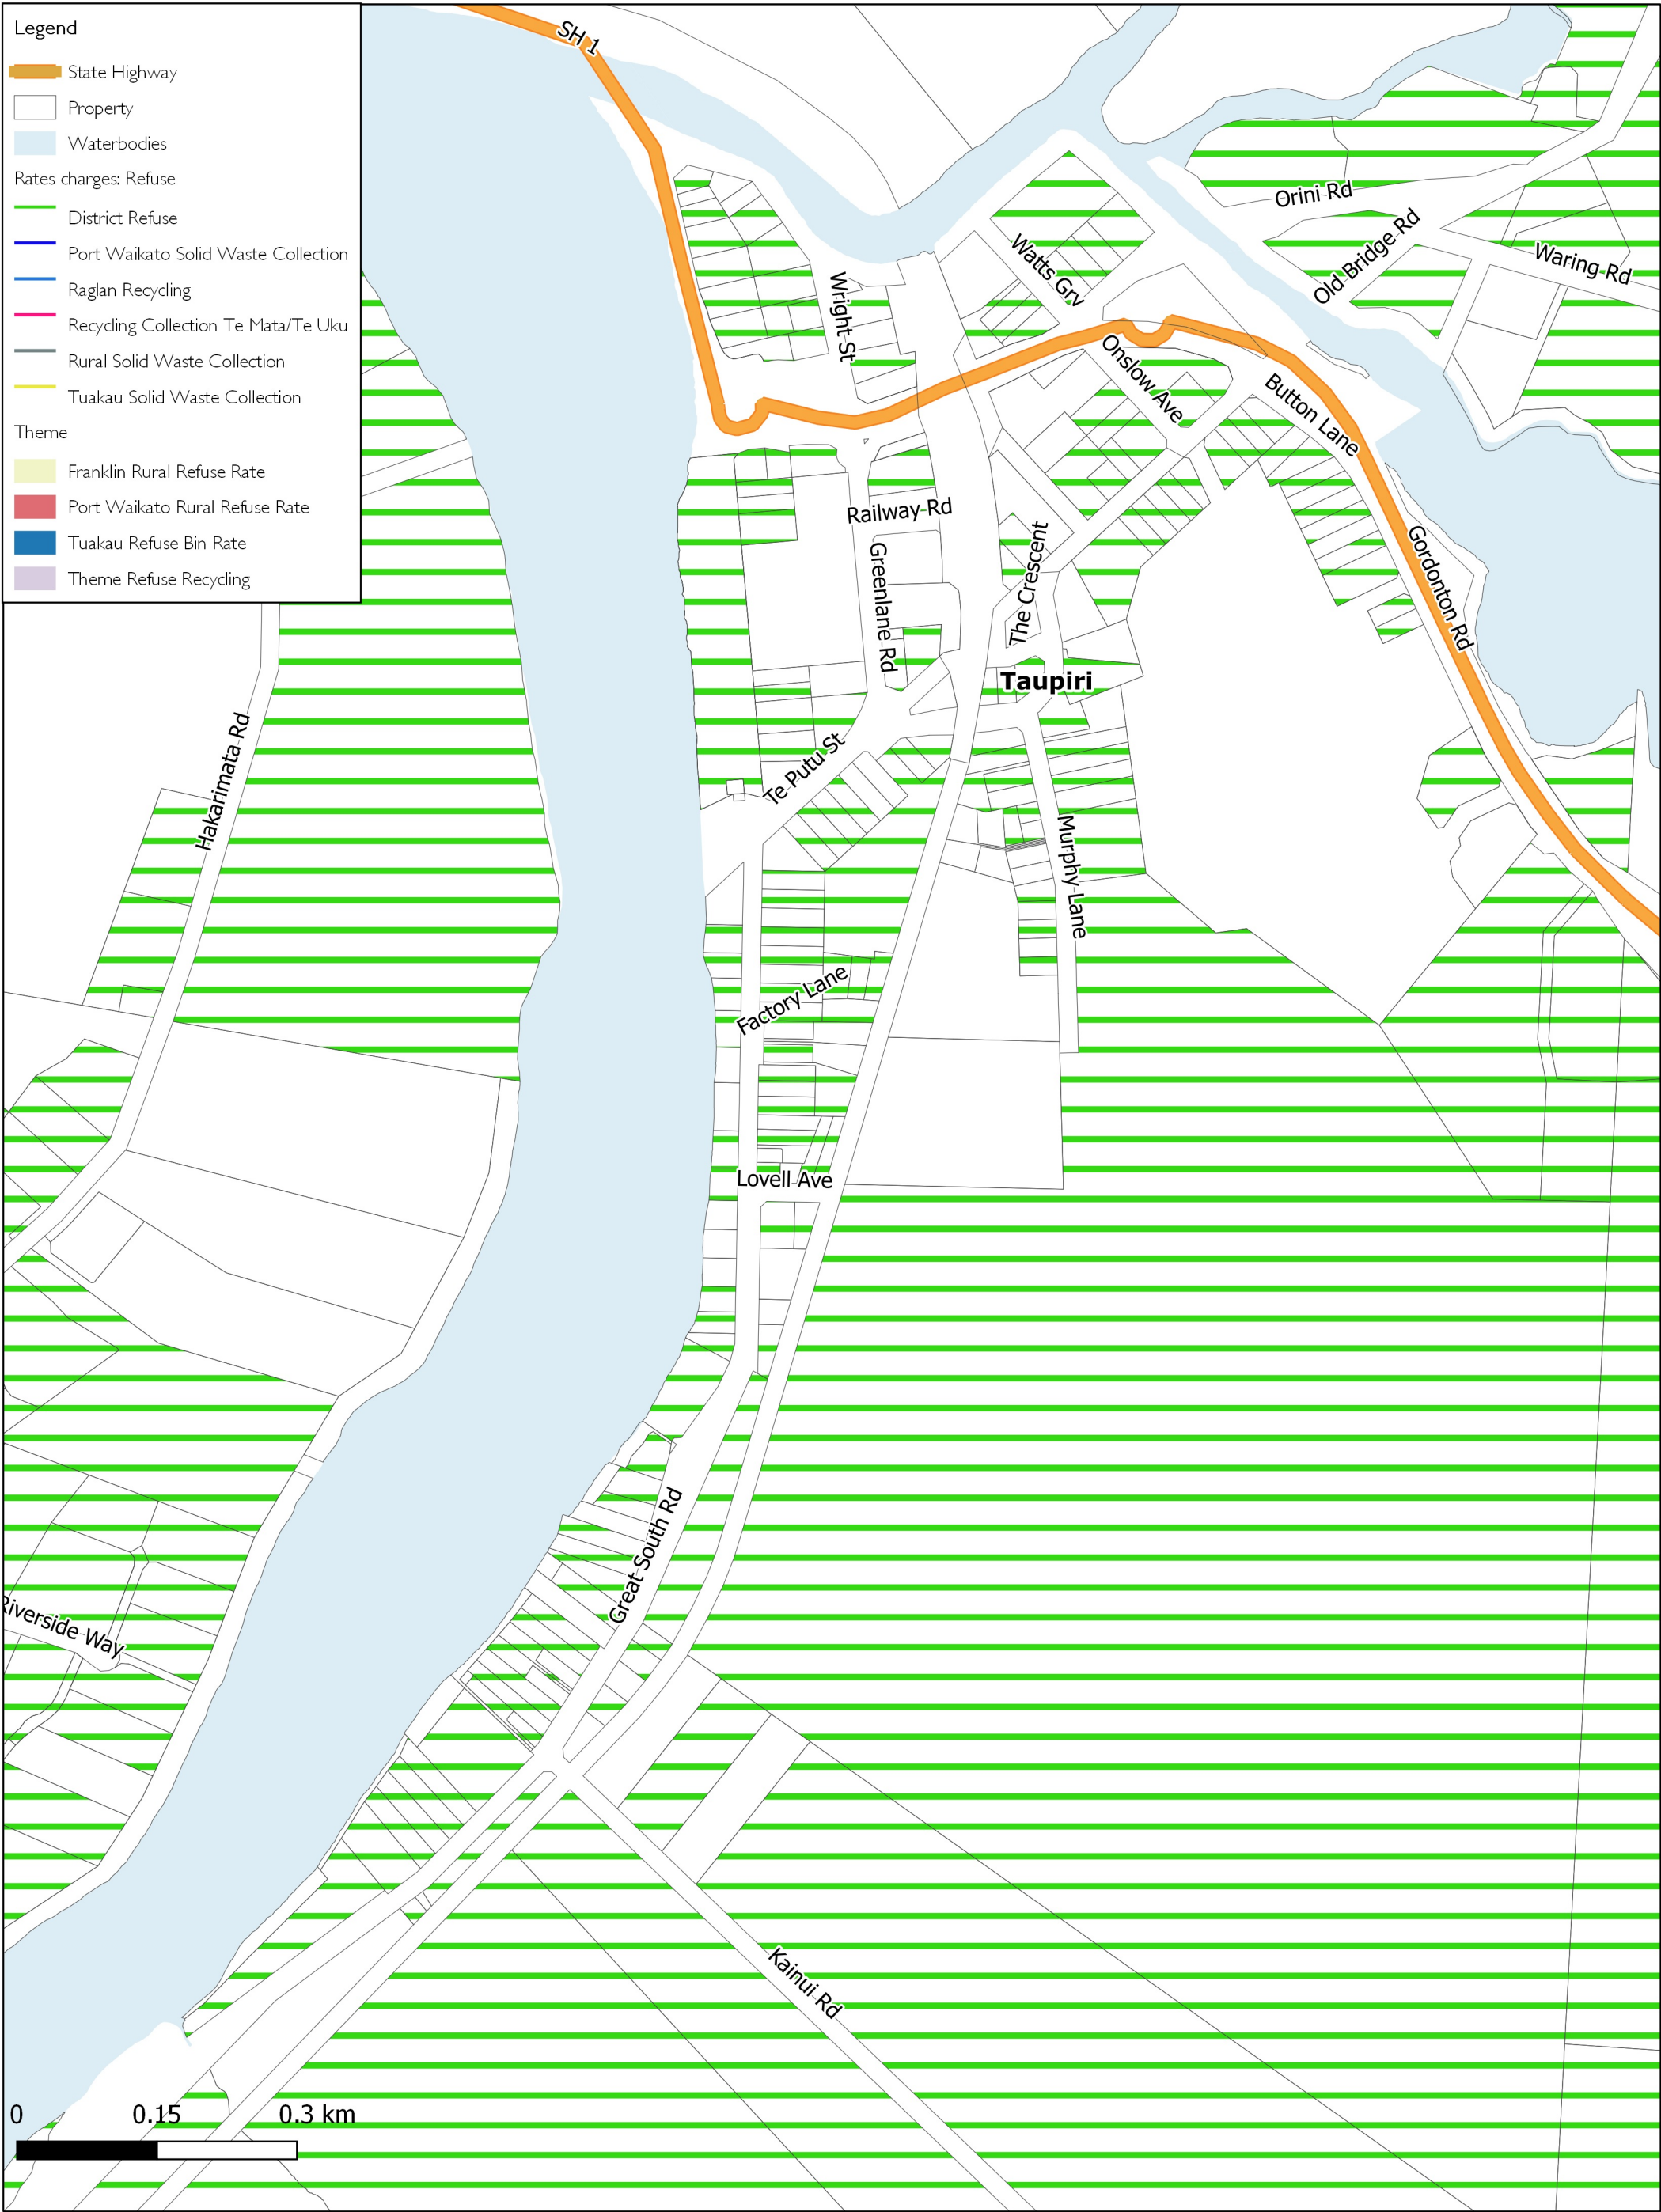 Legend
State Highway
Property
Waterbodies
Rates charges: Refuse
District Refuse
Port Waikato Solid Waste Collection
Raglan Recycling
Recycling Collection Te Mata/Te Uku
Rural Solid Waste Collection
Tuakau Solid Waste Collection
Theme
Franklin Rural Refuse Rate
Port Waikato Rural Refuse Rate
Tuakau Refuse Bin Rate
Theme Refuse Recycling
SH 1
Orini Rd
Old Bridge Rd
Waring Rd
Watts Grv
Wright St
Onslow Ave
Button Lane
Railway Rd
Greenlane Rd
The Crescent
Gordonton Rd
Taupiri
Hakarimata Rd
Te Putu St
Murphy Lane
Factory Lane
Lovell Ave
Great South Rd
Riverside Way
Kainui Rd
0 0.15 0.3 km